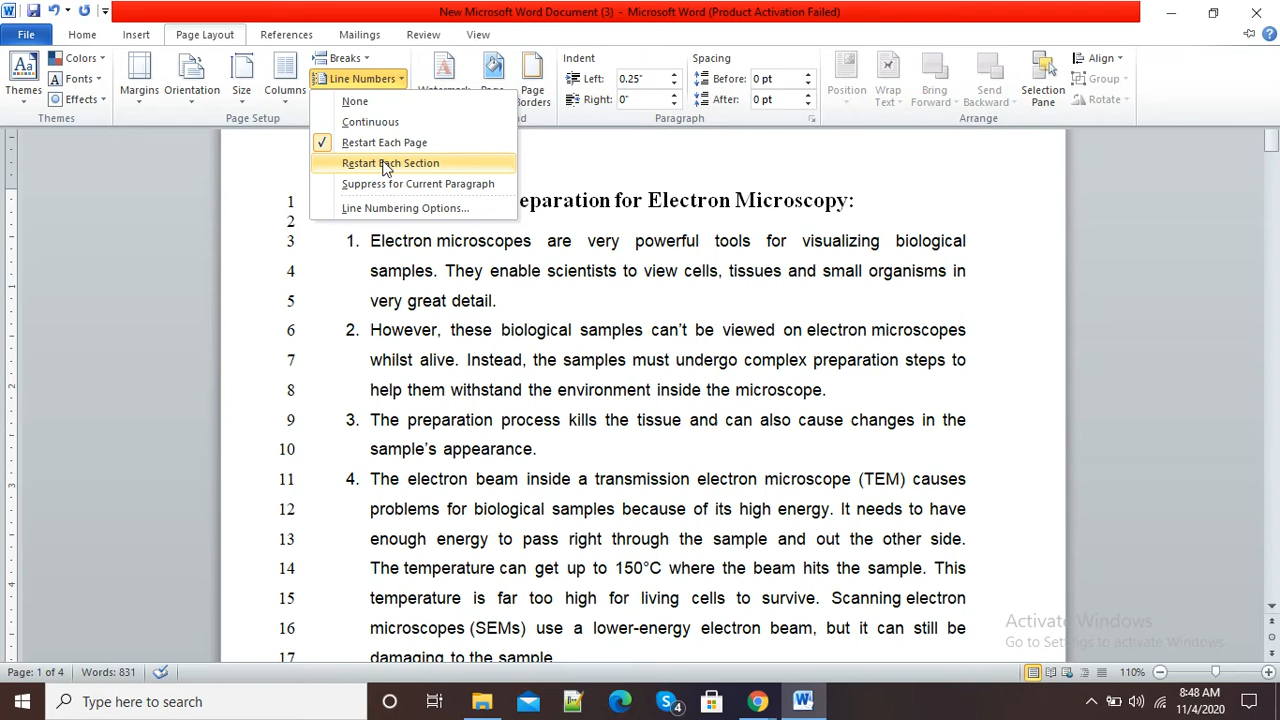 New Microsoft Word Document (3) - Microsoft Word (Product Activation Failed)
File Home Insert Page Layout References Mailings Review View
Themes
Colors
Fonts
Effects
Themes
Margins
Orientation
Size
Columns
Breaks
Line Numbers
Page Setup
Page Borders
Indent
Left: 0.25"
Right: 0"
Spacing
Before: 0 pt
After: 0 pt
Paragraph
Position
Wrap Text
Bring Forward
Send Backward
Selection Pane
Align
Group
Rotate
Arrange
None
Continuous
Restart Each Page
Restart Each Section
Suppress for Current Paragraph
Line Numbering Options...
1 eparation for Electron Microscopy:
2
3 1. Electron microscopes are very powerful tools for visualizing biological
4 samples. They enable scientists to view cells, tissues and small organisms in
5 very great detail.
6 2. However, these biological samples can’t be viewed on electron microscopes
7 whilst alive. Instead, the samples must undergo complex preparation steps to
8 help them withstand the environment inside the microscope.
9 3. The preparation process kills the tissue and can also cause changes in the
10 sample’s appearance.
11 4. The electron beam inside a transmission electron microscope (TEM) causes
12 problems for biological samples because of its high energy. It needs to have
13 enough energy to pass right through the sample and out the other side.
14 The temperature can get up to 150°C where the beam hits the sample. This
15 temperature is far too high for living cells to survive. Scanning electron
16 microscopes (SEMs) use a lower-energy electron beam, but it can still be
17 damaging to the sample
Activate Windows
Go to Settings to activate Windows
Page: 1 of 4 Words: 831 110%
Type here to search
4
8:48 AM
11/4/2020